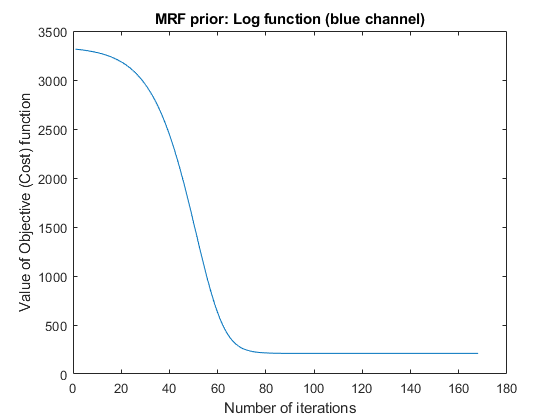 MRF prior: Log function (blue channel)
Value of Objective (Cost) function
3500
3000
2500
2000
1500
1000
500
0
0 20 40 60 80 100 120 140 160 180
Number of iterations